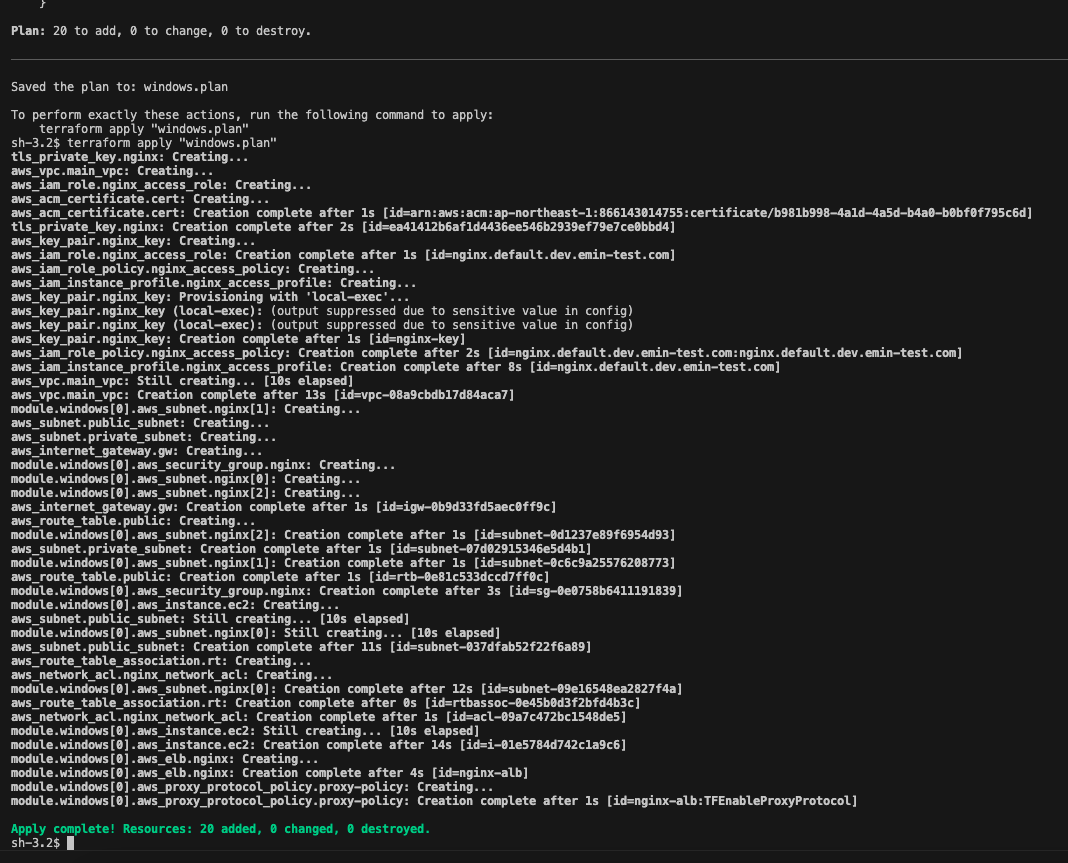 }
Plan: 20 to add, 0 to change, 0 to destroy.
Saved the plan to: windows.plan
To perform exactly these actions, run the following command to apply:
terraform apply "windows.plan"
sh-3.2$ terraform apply "windows.plan"
tls_private_key.nginx: Creating...
aws_vpc.main_vpc: Creating...
aws_iam_role.nginx_access_role: Creating...
aws_acm_certificate.cert: Creating...
aws_acm_certificate.cert: Creation complete after 1s [id=arn:aws:acm:ap-northeast-1:866143014755:certificate/b981b998-4a1d-4a5d-b4a0-b0bf0f795c6d]
tls_private_key.nginx: Creation complete after 2s [id=ea41412b6af1d4436ee546b2939ef79e7ce0bbd4]
aws_key_pair.nginx_key: Creating...
aws_iam_role.nginx_access_role: Creation complete after 1s [id=nginx.default.dev.emin-test.com]
aws_iam_role_policy.nginx_access_policy: Creating...
aws_iam_instance_profile.nginx_access_profile: Creating...
aws_key_pair.nginx_key: Provisioning with 'local-exec'...
aws_key_pair.nginx_key (local-exec): (output suppressed due to sensitive value in config)
aws_key_pair.nginx_key (local-exec): (output suppressed due to sensitive value in config)
aws_key_pair.nginx_key: Creation complete after 1s [id=nginx-key]
aws_iam_role_policy.nginx_access_policy: Creation complete after 2s [id=nginx.default.dev.emin-test.com:nginx.default.dev.emin-test.com]
aws_iam_instance_profile.nginx_access_profile: Creation complete after 8s [id=nginx.default.dev.emin-test.com]
aws_vpc.main_vpc: Still creating... [10s elapsed]
aws_vpc.main_vpc: Creation complete after 13s [id=vpc-08a9cbdb17d84aca7]
module.windows[0].aws_subnet.nginx[1]: Creating...
aws_subnet.public_subnet: Creating...
aws_subnet.private_subnet: Creating...
aws_internet_gateway.gw: Creating...
module.windows[0].aws_security_group.nginx: Creating...
module.windows[0].aws_subnet.nginx[0]: Creating...
module.windows[0].aws_subnet.nginx[2]: Creating...
aws_internet_gateway.gw: Creation complete after 1s [id=igw-0b9d33fd5aec0ff9c]
aws_route_table.public: Creating...
module.windows[0].aws_subnet.nginx[2]: Creation complete after 1s [id=subnet-0d1237e89f6954d93]
aws_subnet.private_subnet: Creation complete after 1s [id=subnet-07d02915346e5d4b1]
module.windows[0].aws_subnet.nginx[1]: Creation complete after 1s [id=subnet-0c6c9a25576208773]
aws_route_table.public: Creation complete after 1s [id=rtb-0e81c533dccd7ff0c]
module.windows[0].aws_security_group.nginx: Creation complete after 3s [id=sg-0e0758b6411191839]
module.windows[0].aws_instance.ec2: Creating...
aws_subnet.public_subnet: Still creating... [10s elapsed]
module.windows[0].aws_subnet.nginx[0]: Still creating... [10s elapsed]
aws_subnet.public_subnet: Creation complete after 11s [id=subnet-037dfab52f22f6a89]
aws_route_table_association.rt: Creating...
aws_network_acl.nginx_network_acl: Creating...
module.windows[0].aws_subnet.nginx[0]: Creation complete after 12s [id=subnet-09e16548ea2827f4a]
aws_route_table_association.rt: Creation complete after 0s [id=rtbassoc-0e45b0d3f2bfd4b3c]
aws_network_acl.nginx_network_acl: Creation complete after 1s [id=acl-09a7c472bc1548de5]
module.windows[0].aws_instance.ec2: Still creating... [10s elapsed]
module.windows[0].aws_instance.ec2: Creation complete after 14s [id=i-01e5784d742c1a9c6]
module.windows[0].aws_elb.nginx: Creating...
module.windows[0].aws_elb.nginx: Creation complete after 4s [id=nginx-alb]
module.windows[0].aws_proxy_protocol_policy.proxy-policy: Creating...
module.windows[0].aws_proxy_protocol_policy.proxy-policy: Creation complete after 1s [id=nginx-alb:TFEnableProxyProtocol]
Apply complete! Resources: 20 added, 0 changed, 0 destroyed.
sh-3.2$